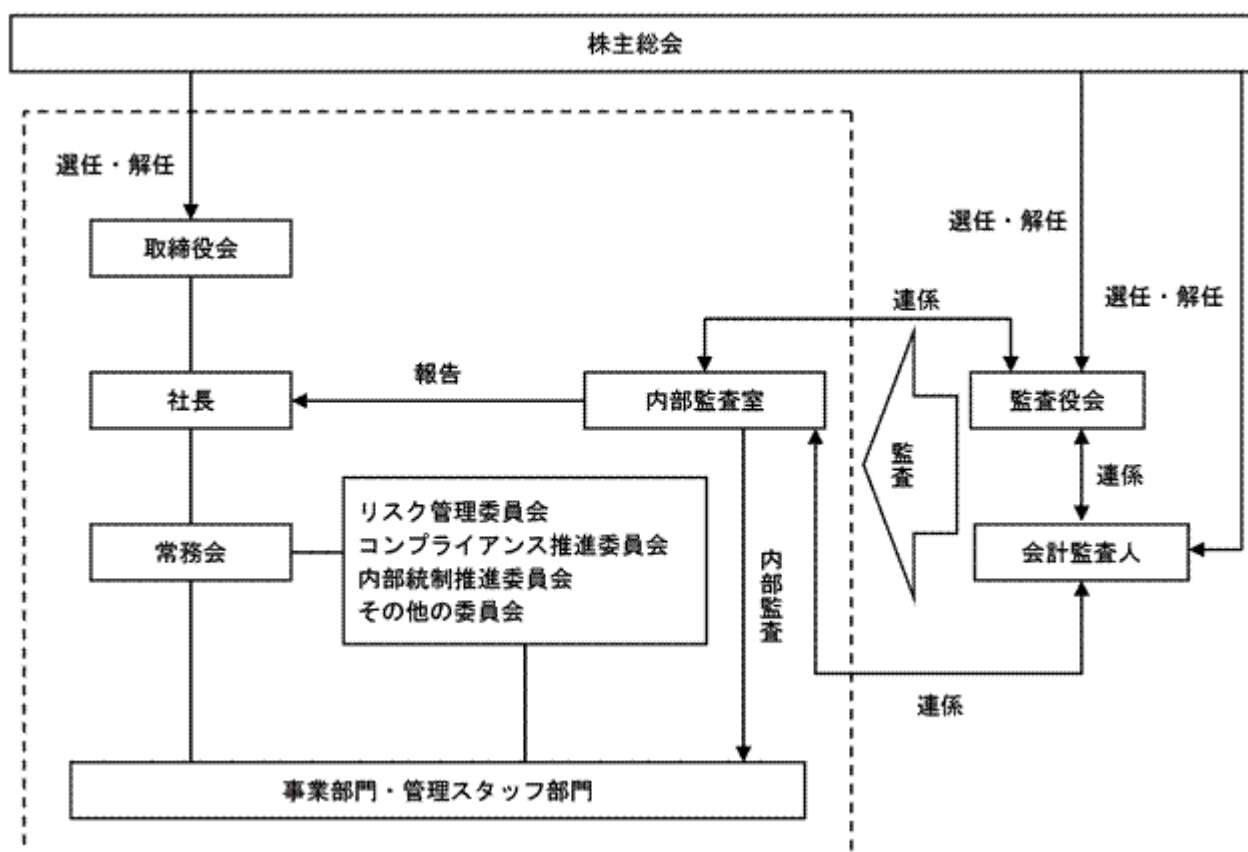 株主総会
選任・解任
取締役会
選任・解任
選任・解任
連係
報告
社長
内部監査室
監査役会
監査
連係
リスク管理委員会
コンプライアンス推進委員会
内部統制推進委員会
その他の委員会
常務会
会計監査人
内部監査
連係
事業部門・管理スタッフ部門